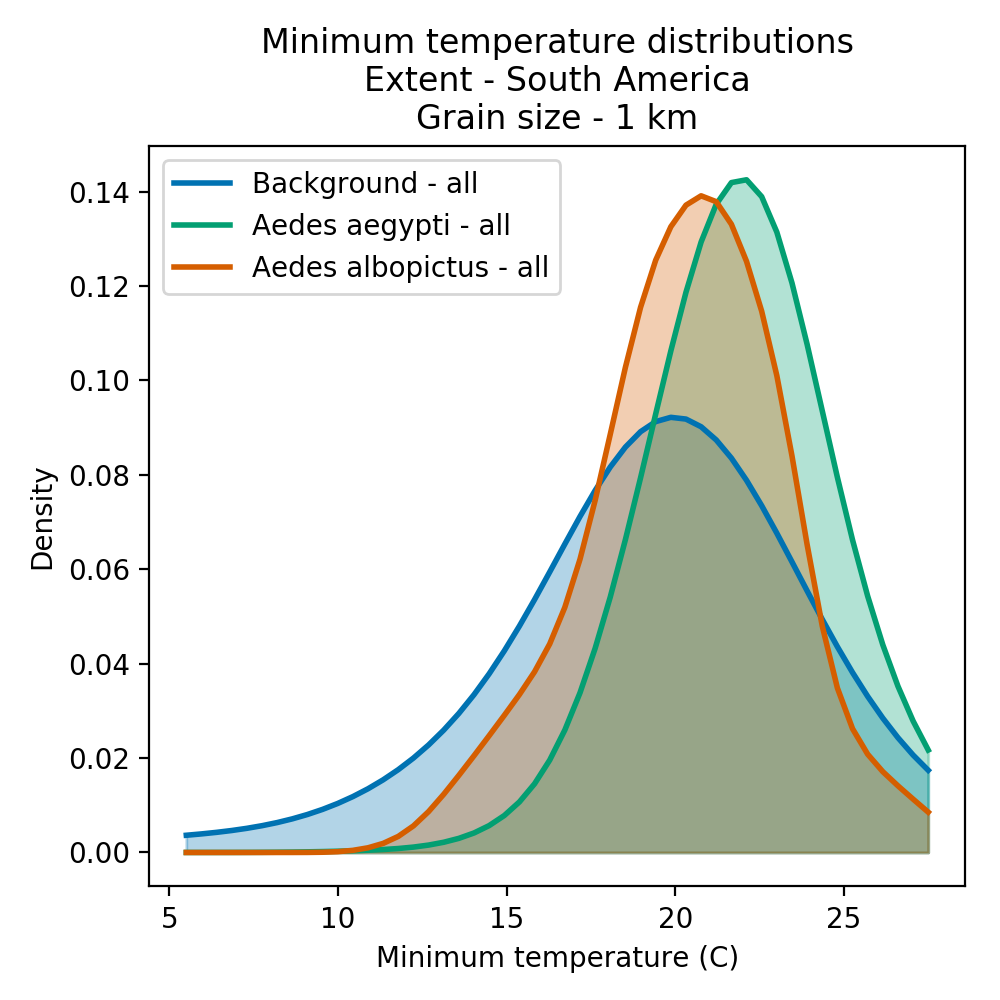 Minimum temperature distributions
Extent - South America
Grain size - 1 km
Background - all
Aedes aegypti - all
Aedes albopictus - all
0.14
0.12
0.10
0.08
0.06
0.04
0.02
0.00
Density
5 10 15 20 25
Minimum temperature (C)